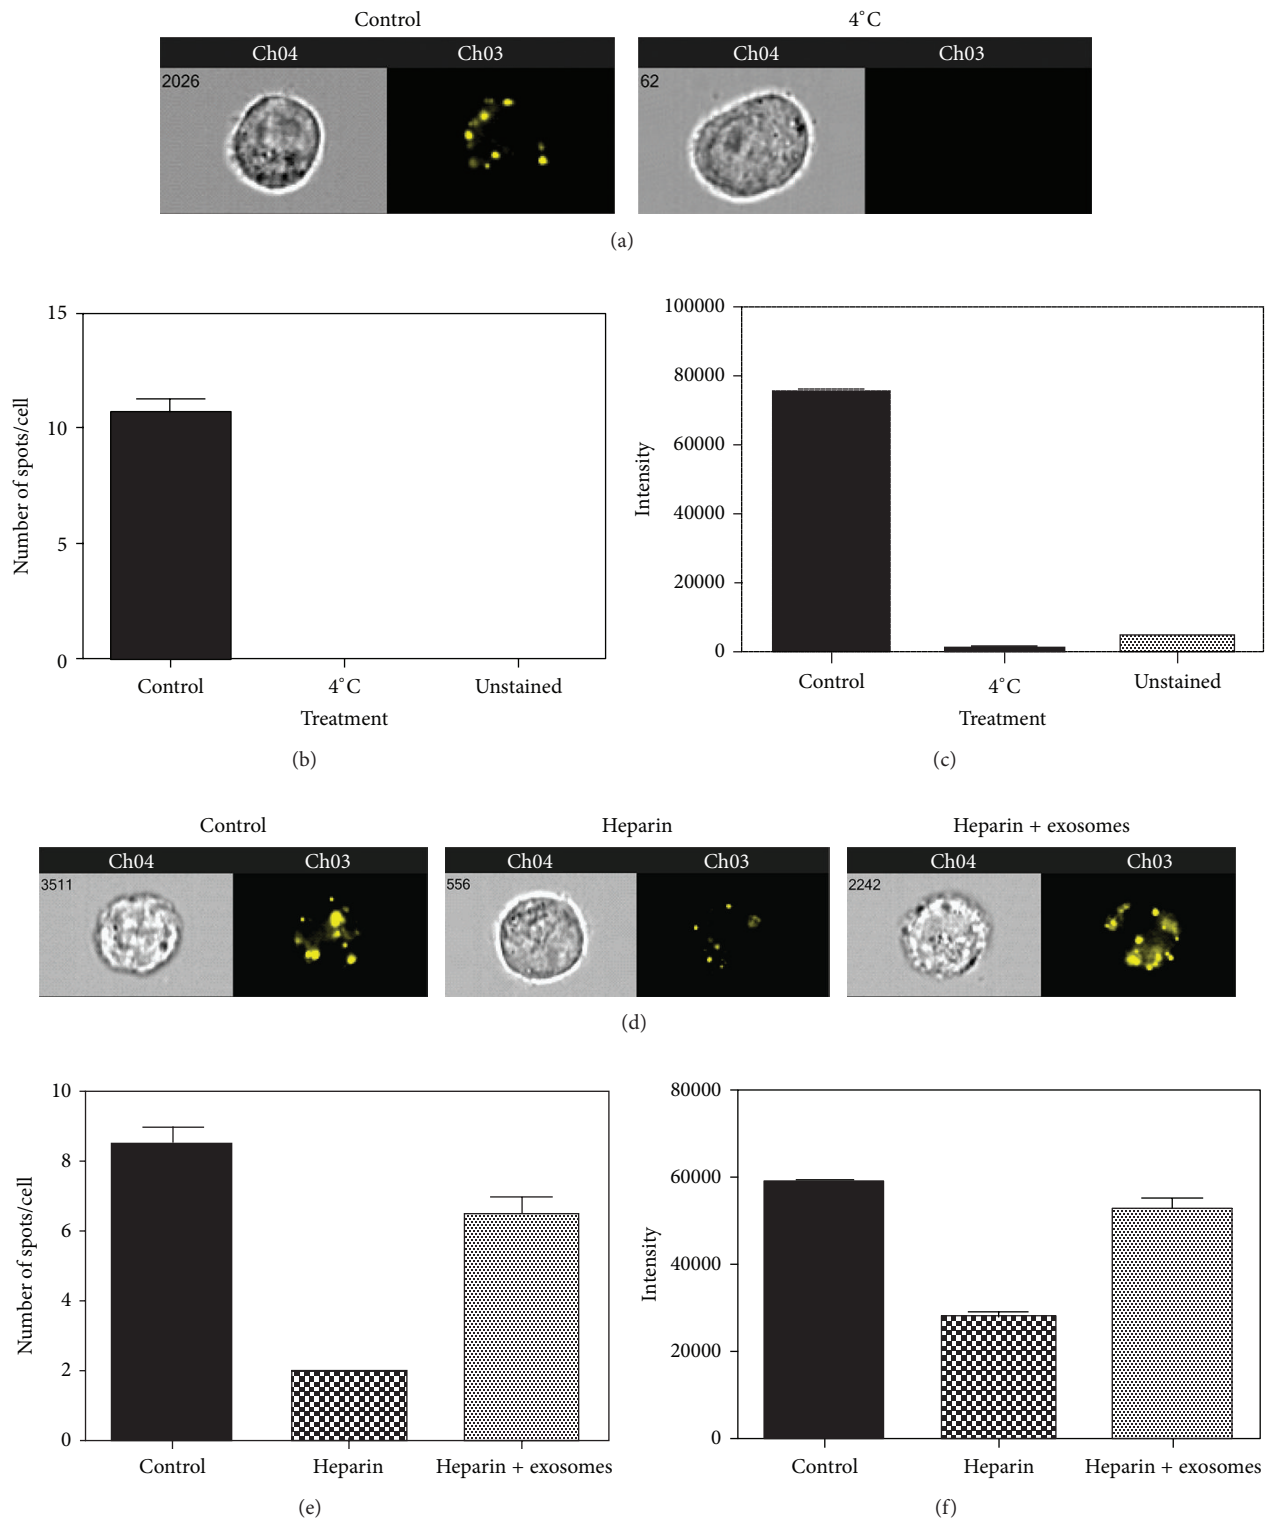 Control 4°C
Ch04 Ch03 Ch04 Ch03
2026 62
(a)
15
10
5
0
Number of spots/cell
Control 4°C Unstained
Treatment
(b)
100000
80000
60000
40000
20000
0
Intensity
Control 4°C Unstained
Treatment
(c)
Control Heparin Heparin + exosomes
Ch04 Ch03 Ch04 Ch03 Ch04 Ch03
3511 556 2242
(d)
10
8
6
4
2
0
Number of spots/cell
Control Heparin Heparin + exosomes
(e)
80000
60000
40000
20000
0
Intensity
Control Heparin Heparin + exosomes
(f)